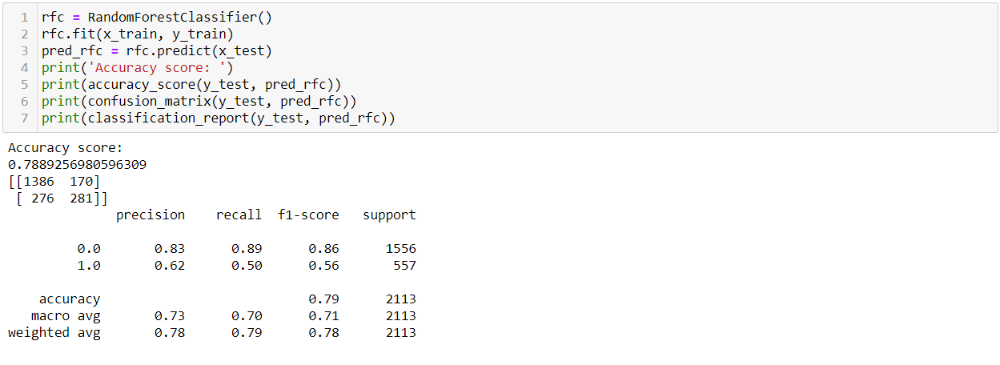 1 rfc = RandomForestClassifier()
2 rfc.fit(x_train, y_train)
3 pred_rfc = rfc.predict(x_test)
4 print('Accuracy score: ')
5 print(accuracy_score(y_test, pred_rfc))
6 print(confusion_matrix(y_test, pred_rfc))
7 print(classification_report(y_test, pred_rfc))
Accuracy score:
0.7889256980596309
[[1386  170]
 [ 276  281]]
              precision    recall  f1-score   support
         0.0       0.83      0.89      0.86      1556
         1.0       0.62      0.50      0.56       557
    accuracy                           0.79      2113
   macro avg       0.73      0.70      0.71      2113
weighted avg       0.78      0.79      0.78      2113